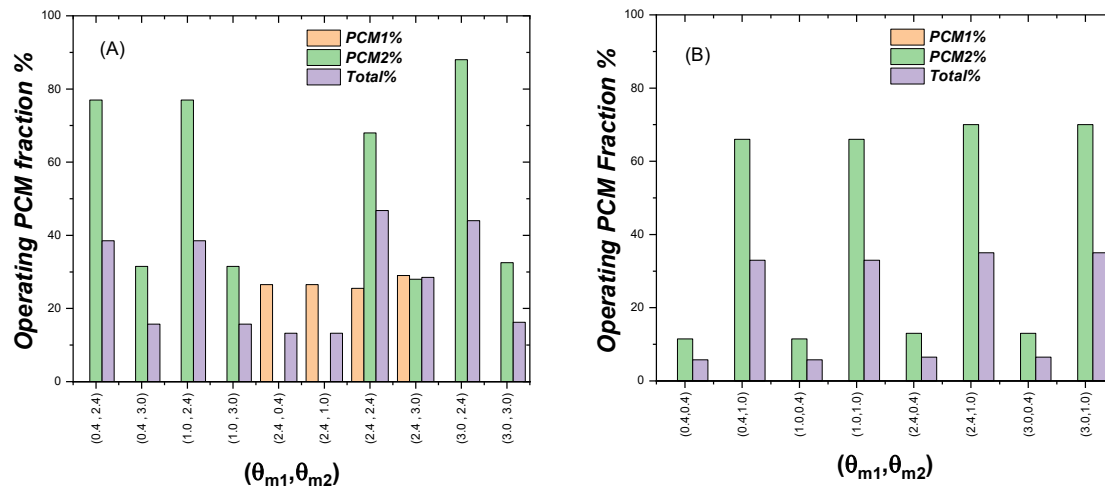 (A)
PCM1%
PCM2%
Total%
Operating PCM fraction %
100
80
60
40
20
0
(0.4 , 2.4)
(0.4 , 3.0)
(1.0 , 2.4)
(1.0 , 3.0)
(2.4 , 0.4)
(2.4 , 1.0)
(2.4 , 2.4)
(2.4 , 3.0)
(3.0 , 2.4)
(3.0 , 3.0)
(θm1,θm2)
(B)
PCM1%
PCM2%
Total%
Operating PCM Fraction %
100
80
60
40
20
0
(0.4,0.4)
(0.4,1.0)
(1.0,0.4)
(1.0,1.0)
(2.4,0.4)
(2.4,1.0)
(3.0,0.4)
(3.0,1.0)
(θm1,θm2)